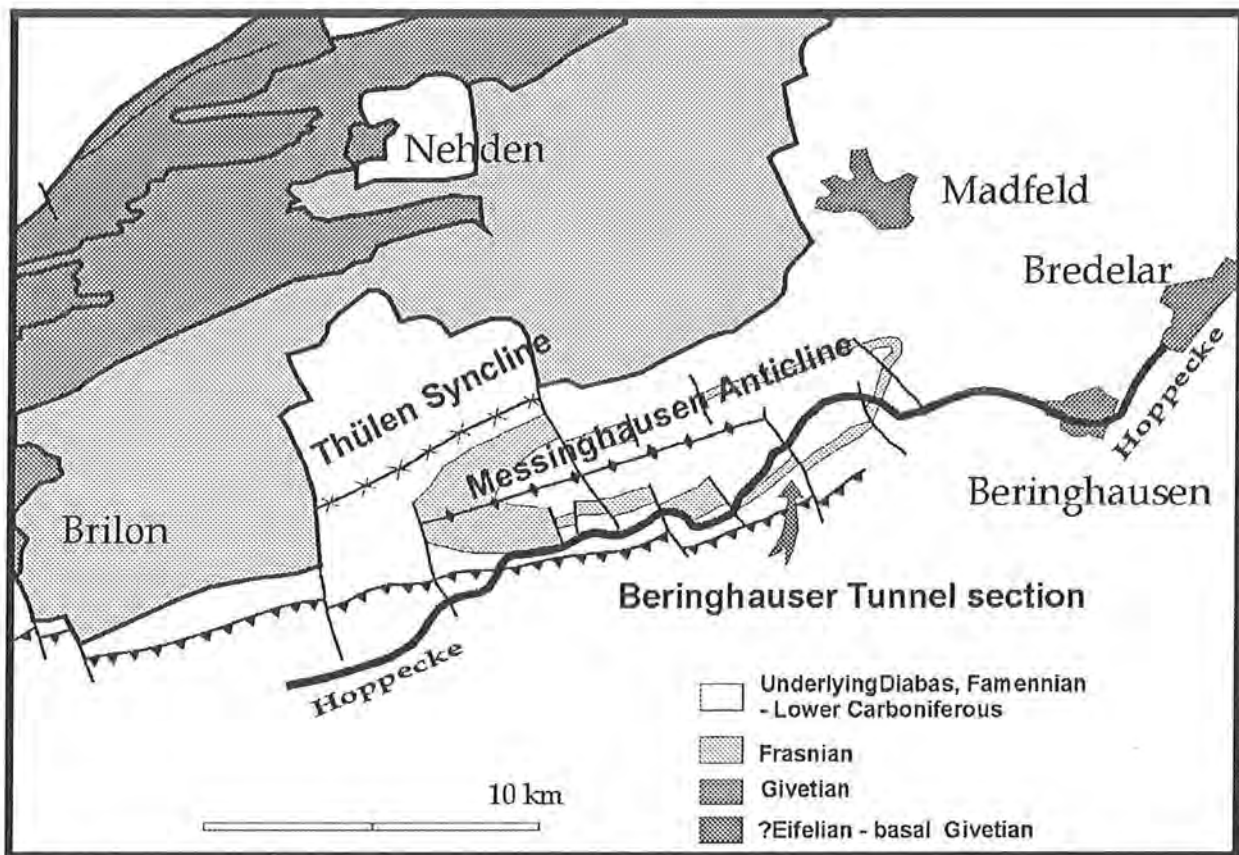 Nehden
Madfeld
Bredelar
Hoppecke
Thülen Syncline
Messinghausen Anticline
Brilon
Beringhausen
Beringhauser Tunnel section
Hoppecke
UnderlyingDiabas, Famennian
- Lower Carboniferous
Frasnian
Givetian
?Eifelian - basal Givetian
10 km